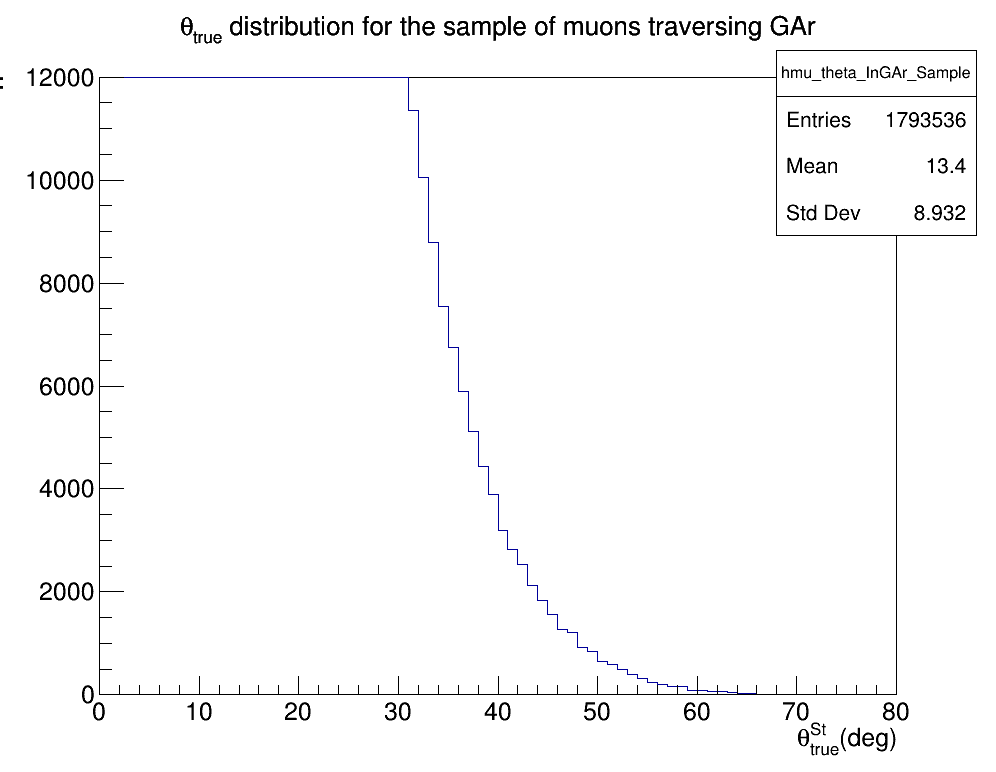 θtrue distribution for the sample of muons traversing GAr
hmu_theta_InGAr_Sample
Entries 1793536
Mean 13.4
Std Dev 8.932
12000
10000
8000
6000
4000
2000
0
0 10 20 30 40 50 60 70 80
θ^St_true(deg)